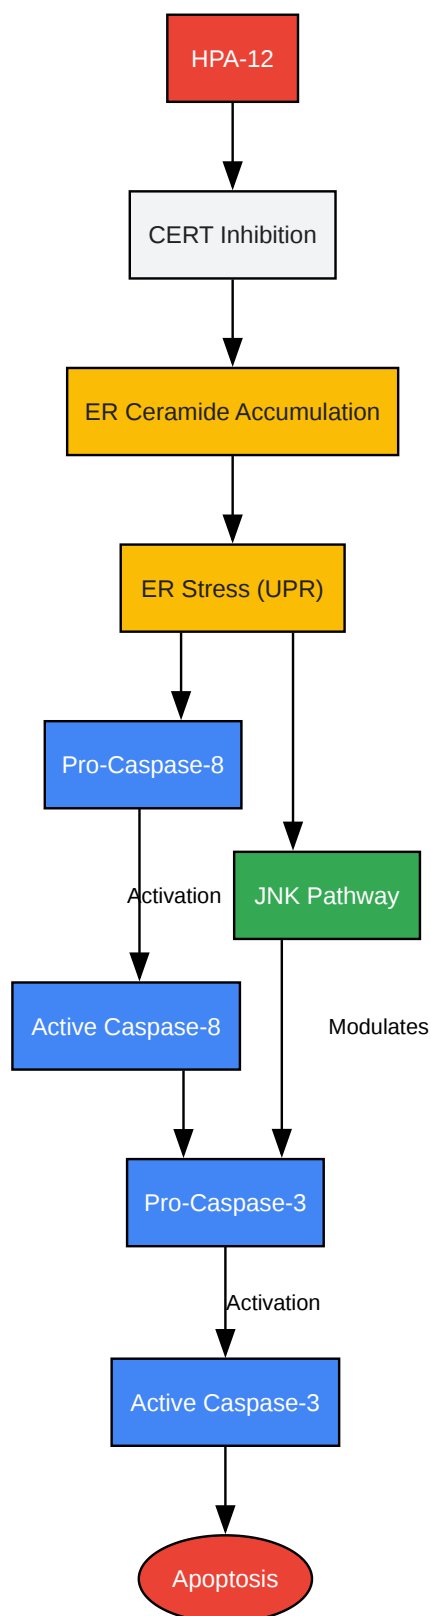 HPA-12
CERT Inhibition
ER Ceramide Accumulation
ER Stress (UPR)
Pro-Caspase-8
Activation
JNK Pathway
Active Caspase-8
Modulates
Pro-Caspase-3
Activation
Active Caspase-3
Apoptosis